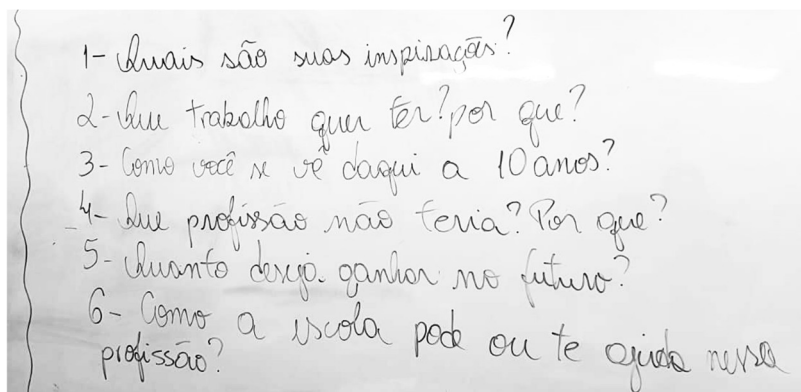 1- Quais são suas inspirações?
2- Que trabalho quer ter? por que?
3- Como você se vê daqui a 10 anos?
4- Que profissão não teria? Por que?
5- Quanto deseja ganhar no futuro?
6- Como a escola pode ou te ajuda nessa
profissão?